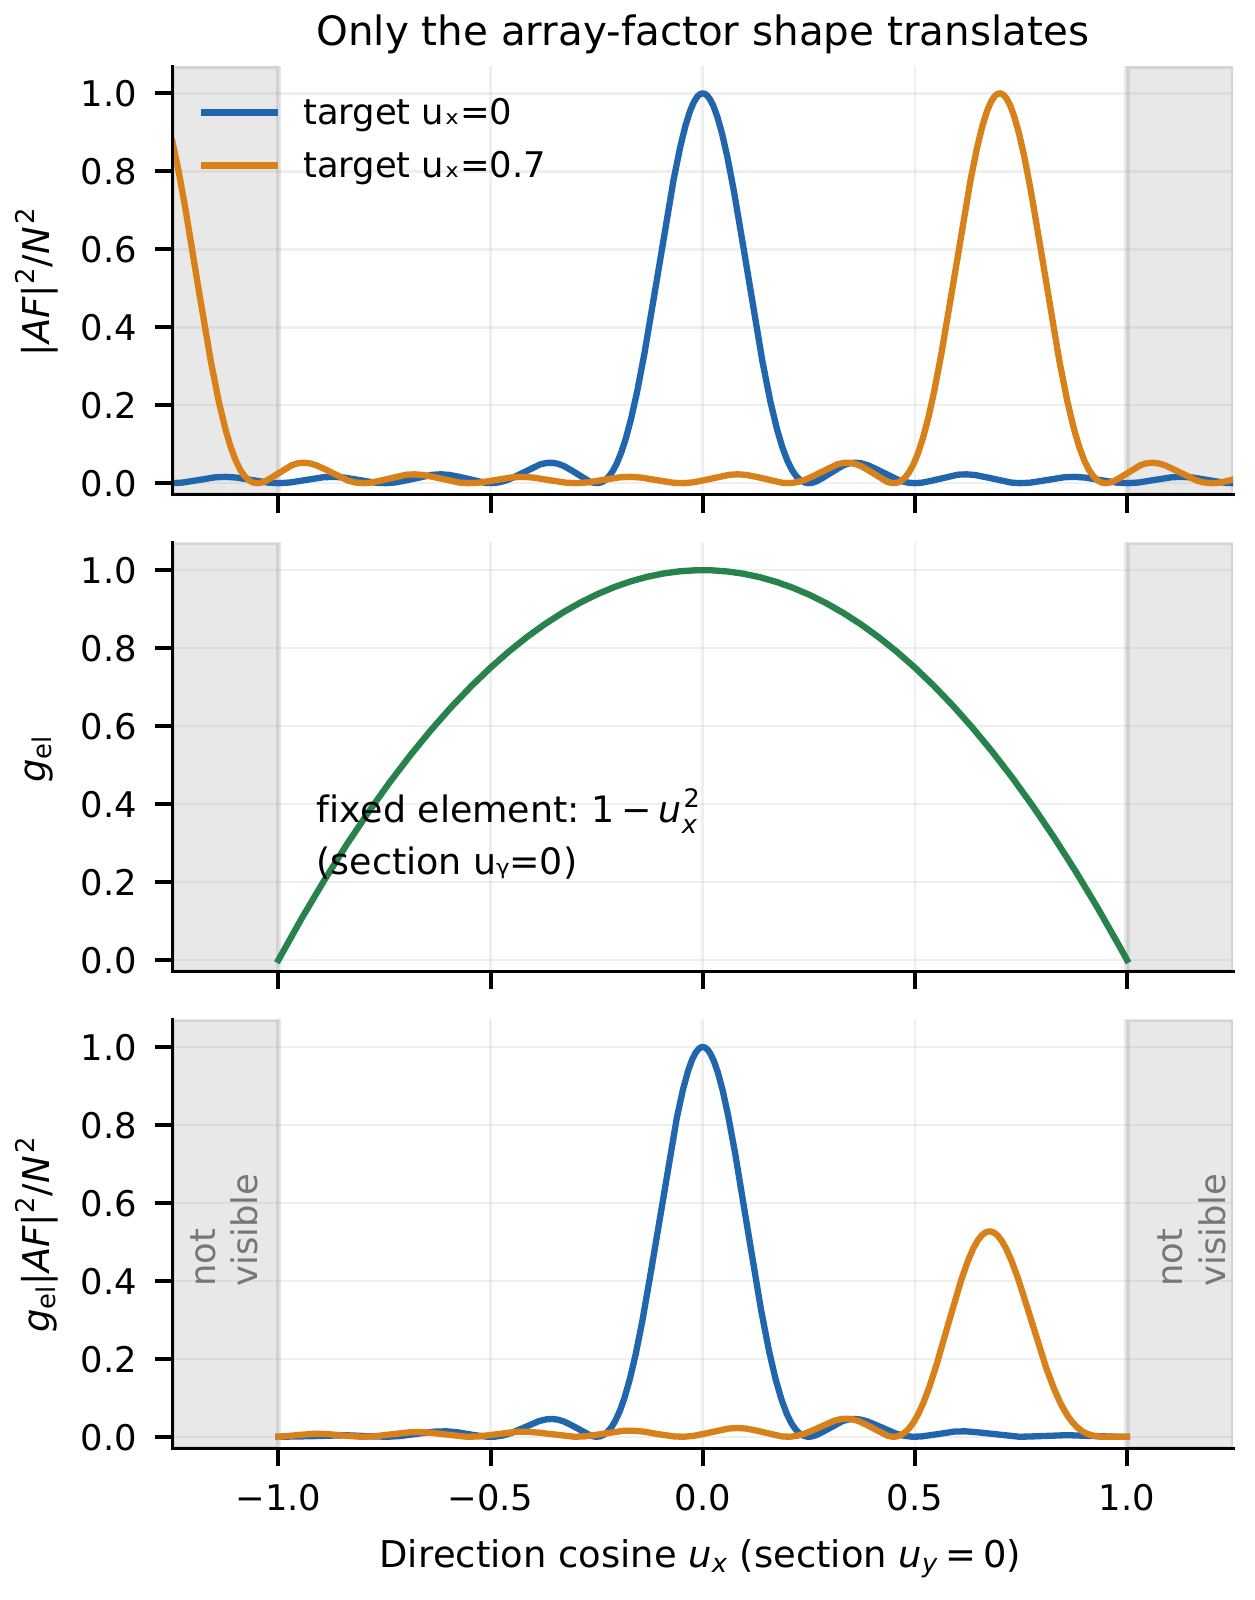 Only the array-factor shape translates
1.0
0.8
0.6
0.4
0.2
0.0
|AF|²/N²
target uₓ=0
target uₓ=0.7
1.0
0.8
0.6
0.4
0.2
0.0
g_el
fixed element: 1 − u_x²
(section uᵧ=0)
1.0
0.8
0.6
0.4
0.2
0.0
g_el|AF|²/N²
not
visible
not
visible
−1.0 −0.5 0.0 0.5 1.0
Direction cosine u_x (section u_y = 0)